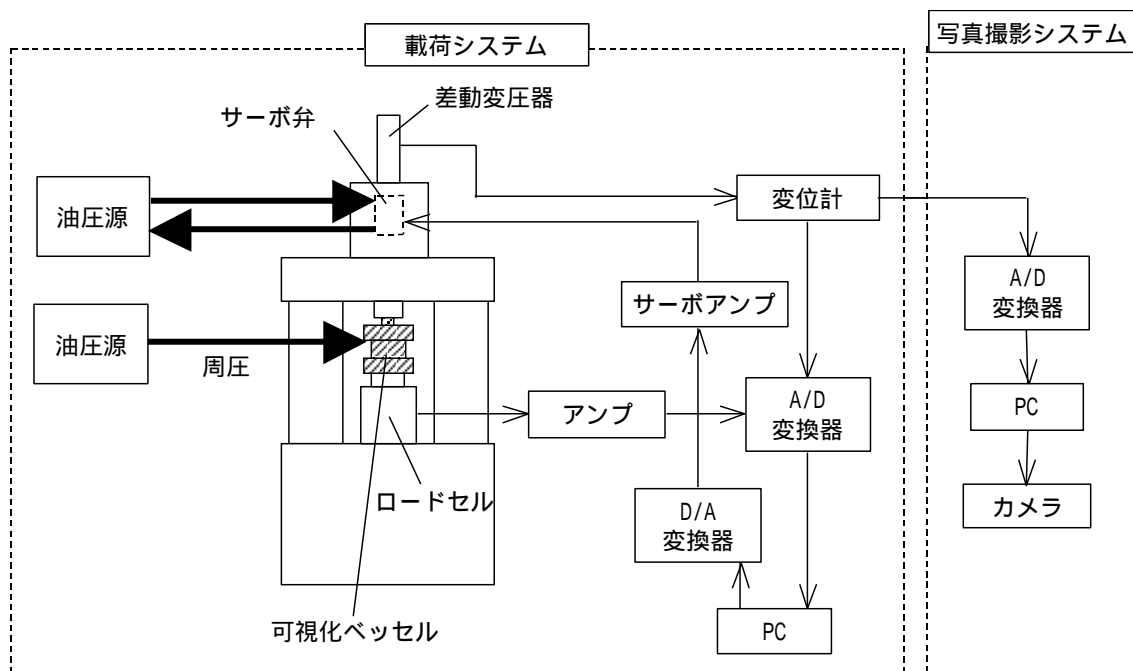 載荷システム
写真撮影システム
差動変圧器
サーボ弁
油圧源
変位計
A/D
変換器
サーボアンプ
油圧源
周圧
PC
アンプ
A/D
変換器
ロードセル
カメラ
D/A
変換器
可視化ベッセル
PC